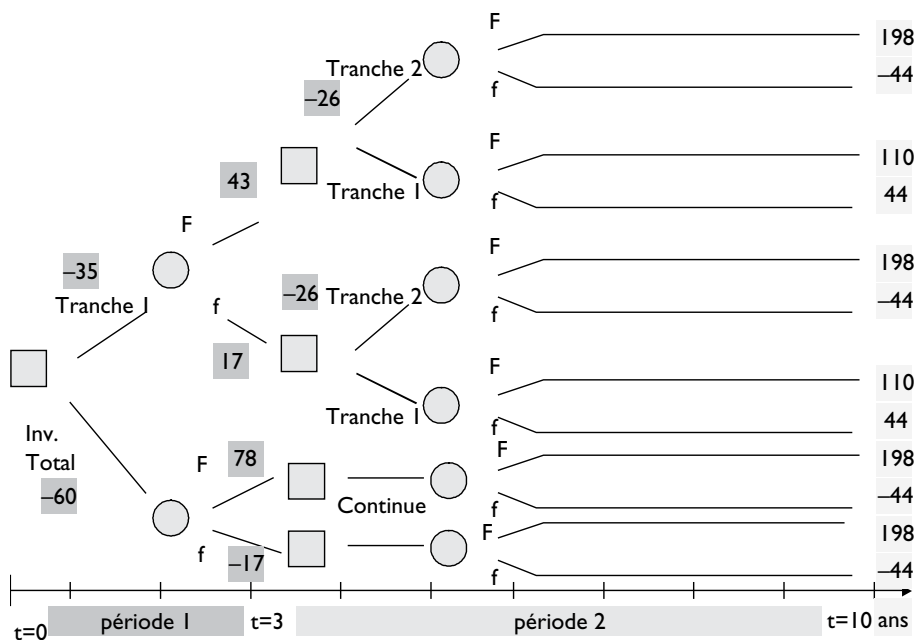 F
198
Tranche 2
–44
f
–26
F
110
43
Tranche 1
44
f
F
F
198
–35
–26
Tranche 2
Tranche 1
f
–44
f
17
F
110
Tranche 1
44
f
Inv.
Total
–60
F
78
F
198
Continue
–44
f
F
198
f
–17
–44
f
t=0
période 1
t=3
période 2
t=10 ans